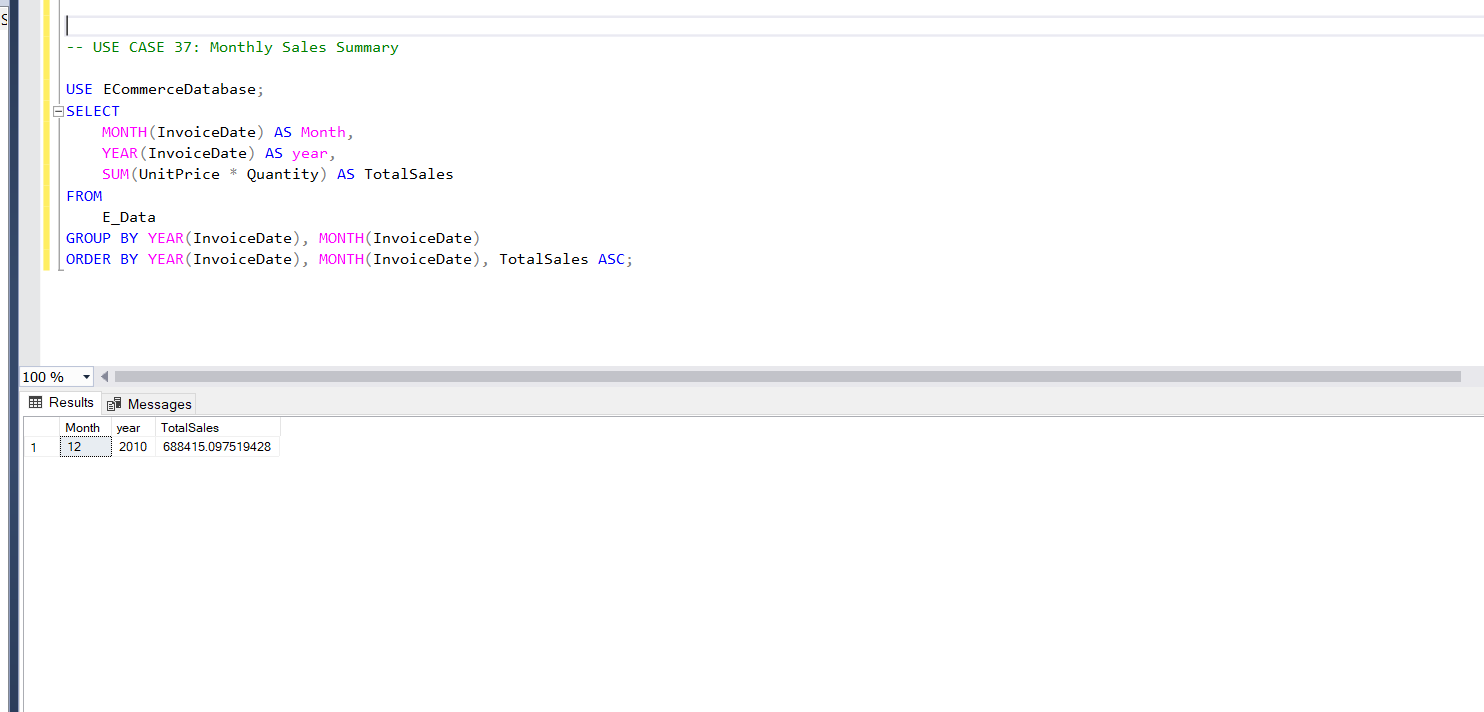 S
-- USE CASE 37: Monthly Sales Summary
USE ECommerceDatabase;
SELECT
MONTH(InvoiceDate) AS Month,
YEAR(InvoiceDate) AS year,
SUM(UnitPrice * Quantity) AS TotalSales
FROM
E_Data
GROUP BY YEAR(InvoiceDate), MONTH(InvoiceDate)
ORDER BY YEAR(InvoiceDate), MONTH(InvoiceDate), TotalSales ASC;
100 %
Results Messages
Month year TotalSales
1 12 2010 688415.097519428